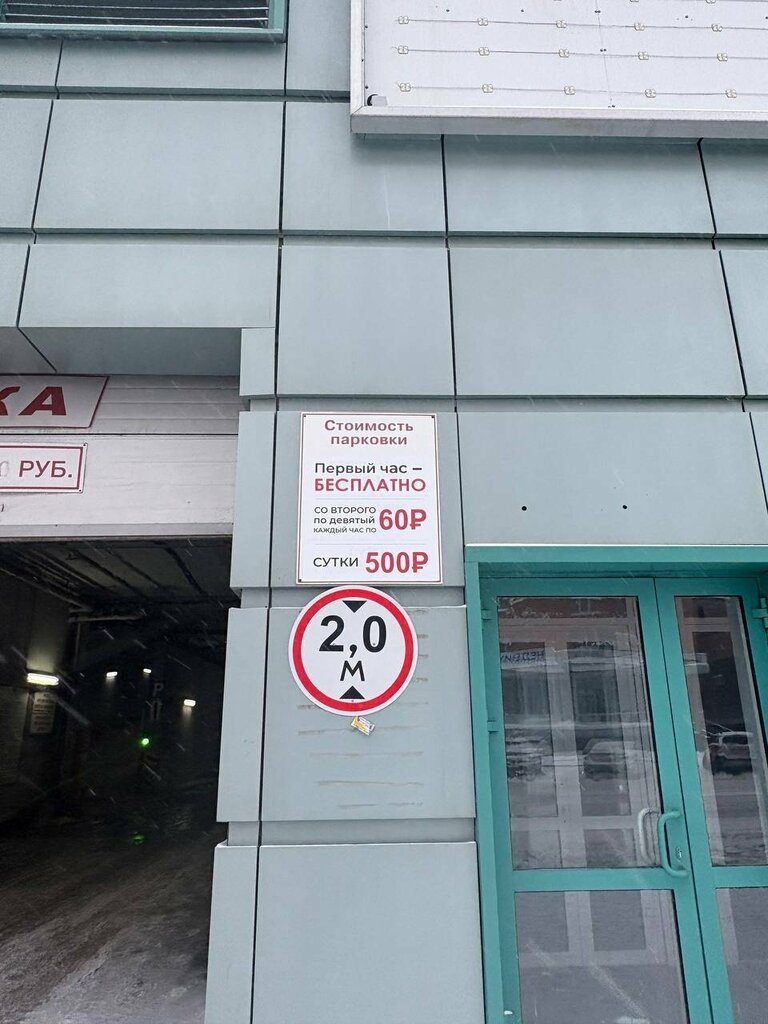 КА
РУБ.
Стоимость
парковки
Первый час –
БЕСПЛАТНО
СО ВТОРОГО
ПО ДЕВЯТЫЙ
КАЖДЫЙ ЧАС ПО
60₽
СУТКИ 500₽
2,0
М